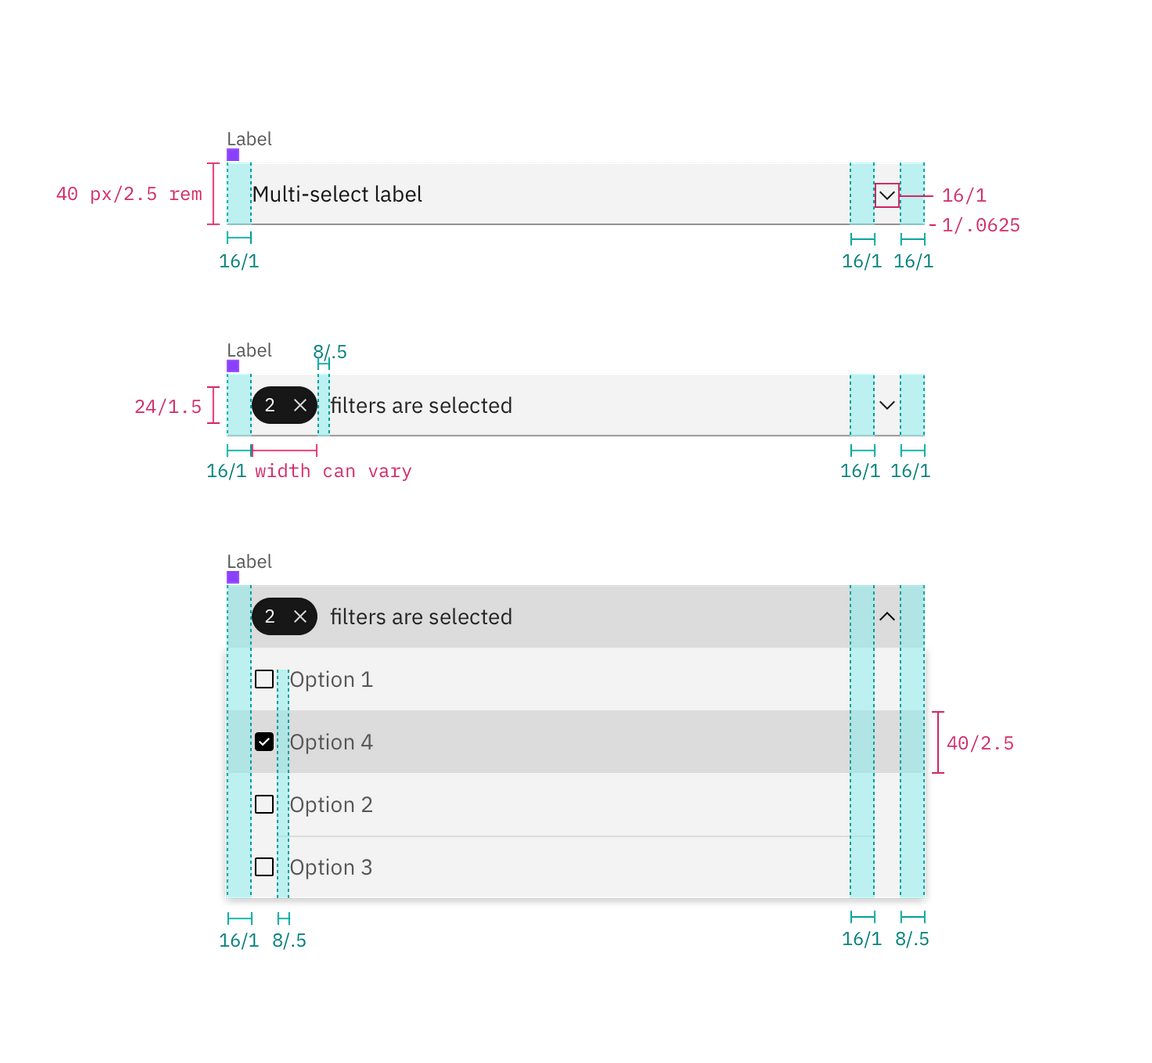 Label
40 px/2.5 rem
Multi-select label
16/1
1/.0625
16/1
16/1
16/1
Label
8/.5
24/1.5
2
filters are selected
16/1
width can vary
16/1
16/1
Label
2
filters are selected
Option 1
Option 4
40/2.5
Option 2
Option 3
16/1
8/.5
16/1
8/.5